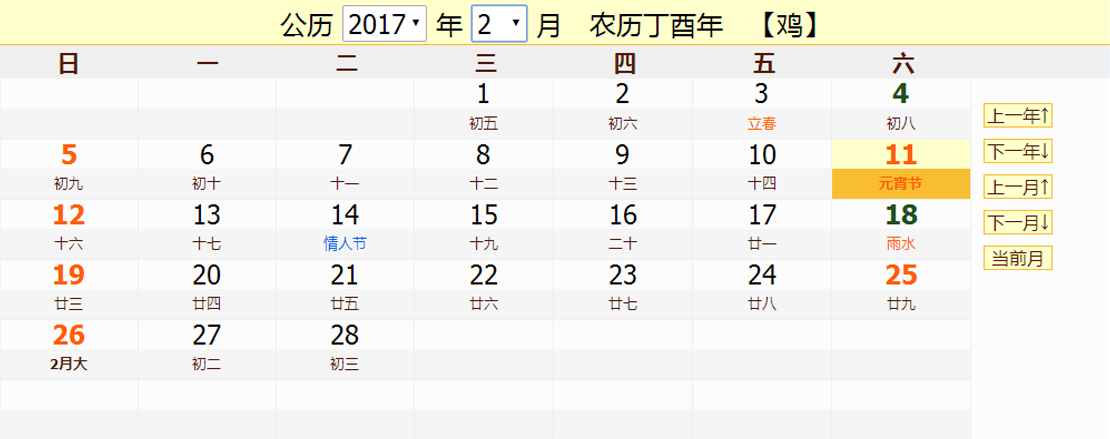 公历 2017 年 2 月 农历丁酉年 【鸡】
日 一 二 三 四 五 六
1 2 3 4
初五 初六 立春 初八
5 6 7 8 9 10 11
初九 初十 十一 十二 十三 十四 元宵节
12 13 14 15 16 17 18
十六 十七 情人节 十九 二十 廿一 雨水
19 20 21 22 23 24 25
廿三 廿四 廿五 廿六 廿七 廿八 廿九
26 27 28
2月大 初二 初三
上一年↑
下一年↓
上一月↑
下一月↓
当前月